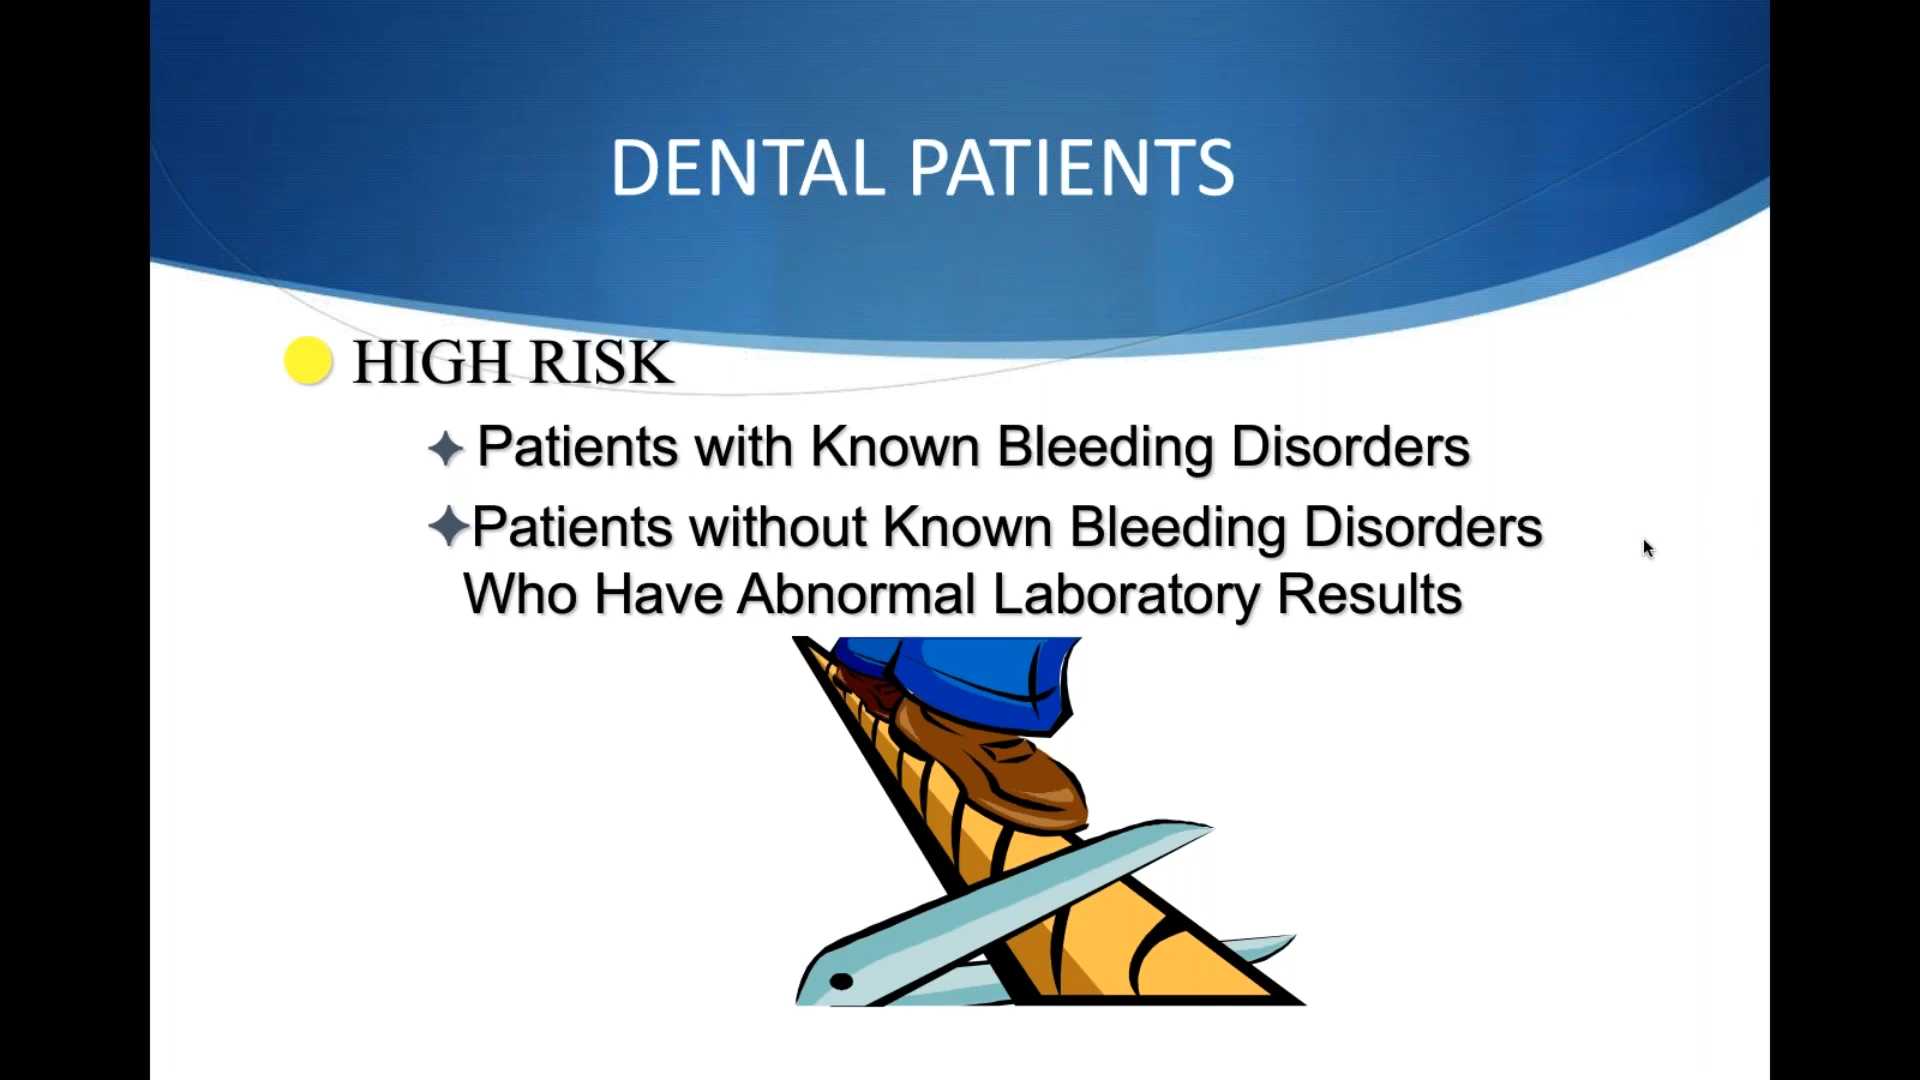 DENTAL PATIENTS
HIGH RISK
Patients with Known Bleeding Disorders
Patients without Known Bleeding Disorders
Who Have Abnormal Laboratory Results